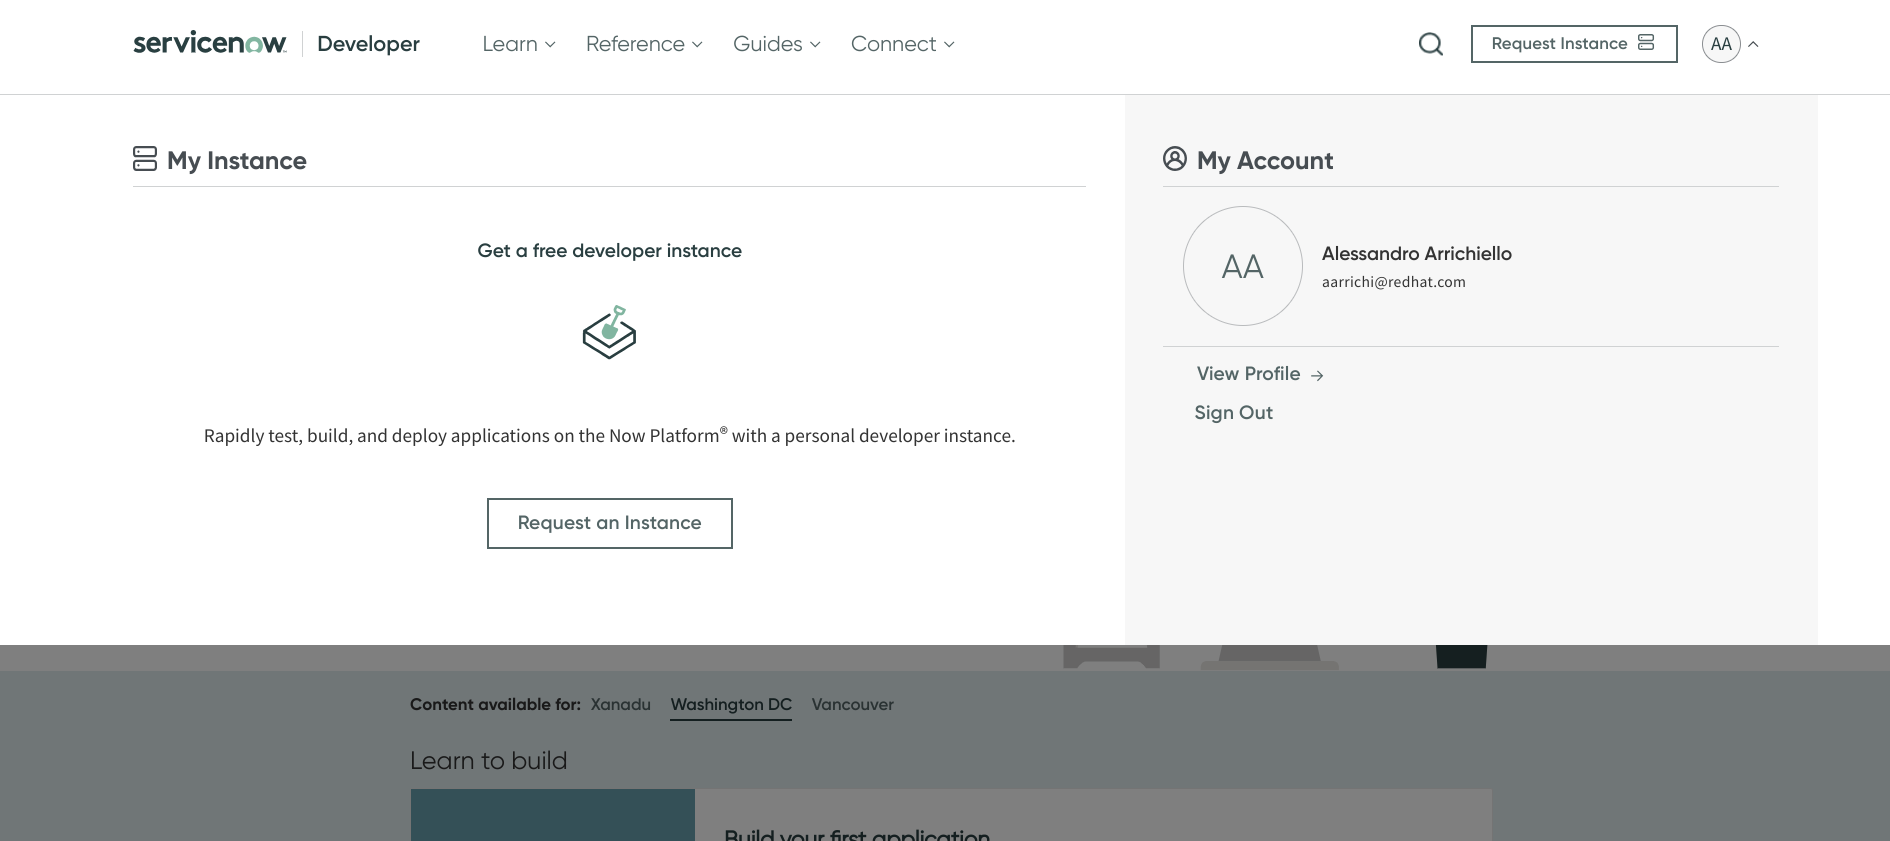 servicenow Developer Learn Reference Guides Connect Request Instance AA
My Instance
Get a free developer instance
Rapidly test, build, and deploy applications on the Now Platform® with a personal developer instance.
Request an Instance
My Account
AA
Alessandro Arrichiello
aarrichi@redhat.com
View Profile →
Sign Out
Content available for: Xanadu Washington DC Vancouver
Learn to build
Build your first application